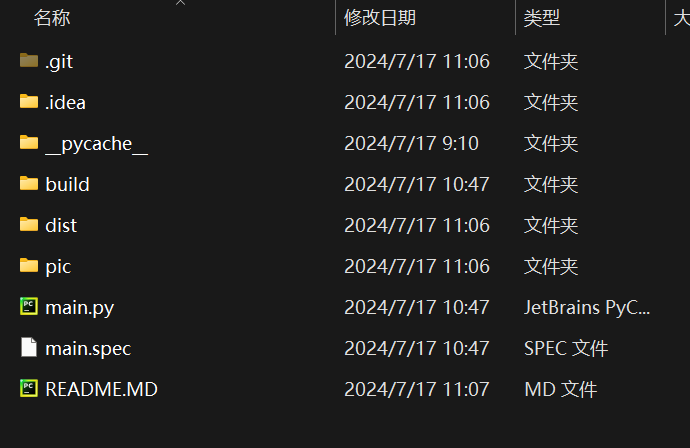 名称 修改日期 类型 大
.git 2024/7/17 11:06 文件夹
.idea 2024/7/17 11:06 文件夹
__pycache__ 2024/7/17 9:10 文件夹
build 2024/7/17 10:47 文件夹
dist 2024/7/17 11:06 文件夹
pic 2024/7/17 11:06 文件夹
main.py 2024/7/17 10:47 JetBrains PyC...
main.spec 2024/7/17 10:47 SPEC 文件
README.MD 2024/7/17 11:07 MD 文件